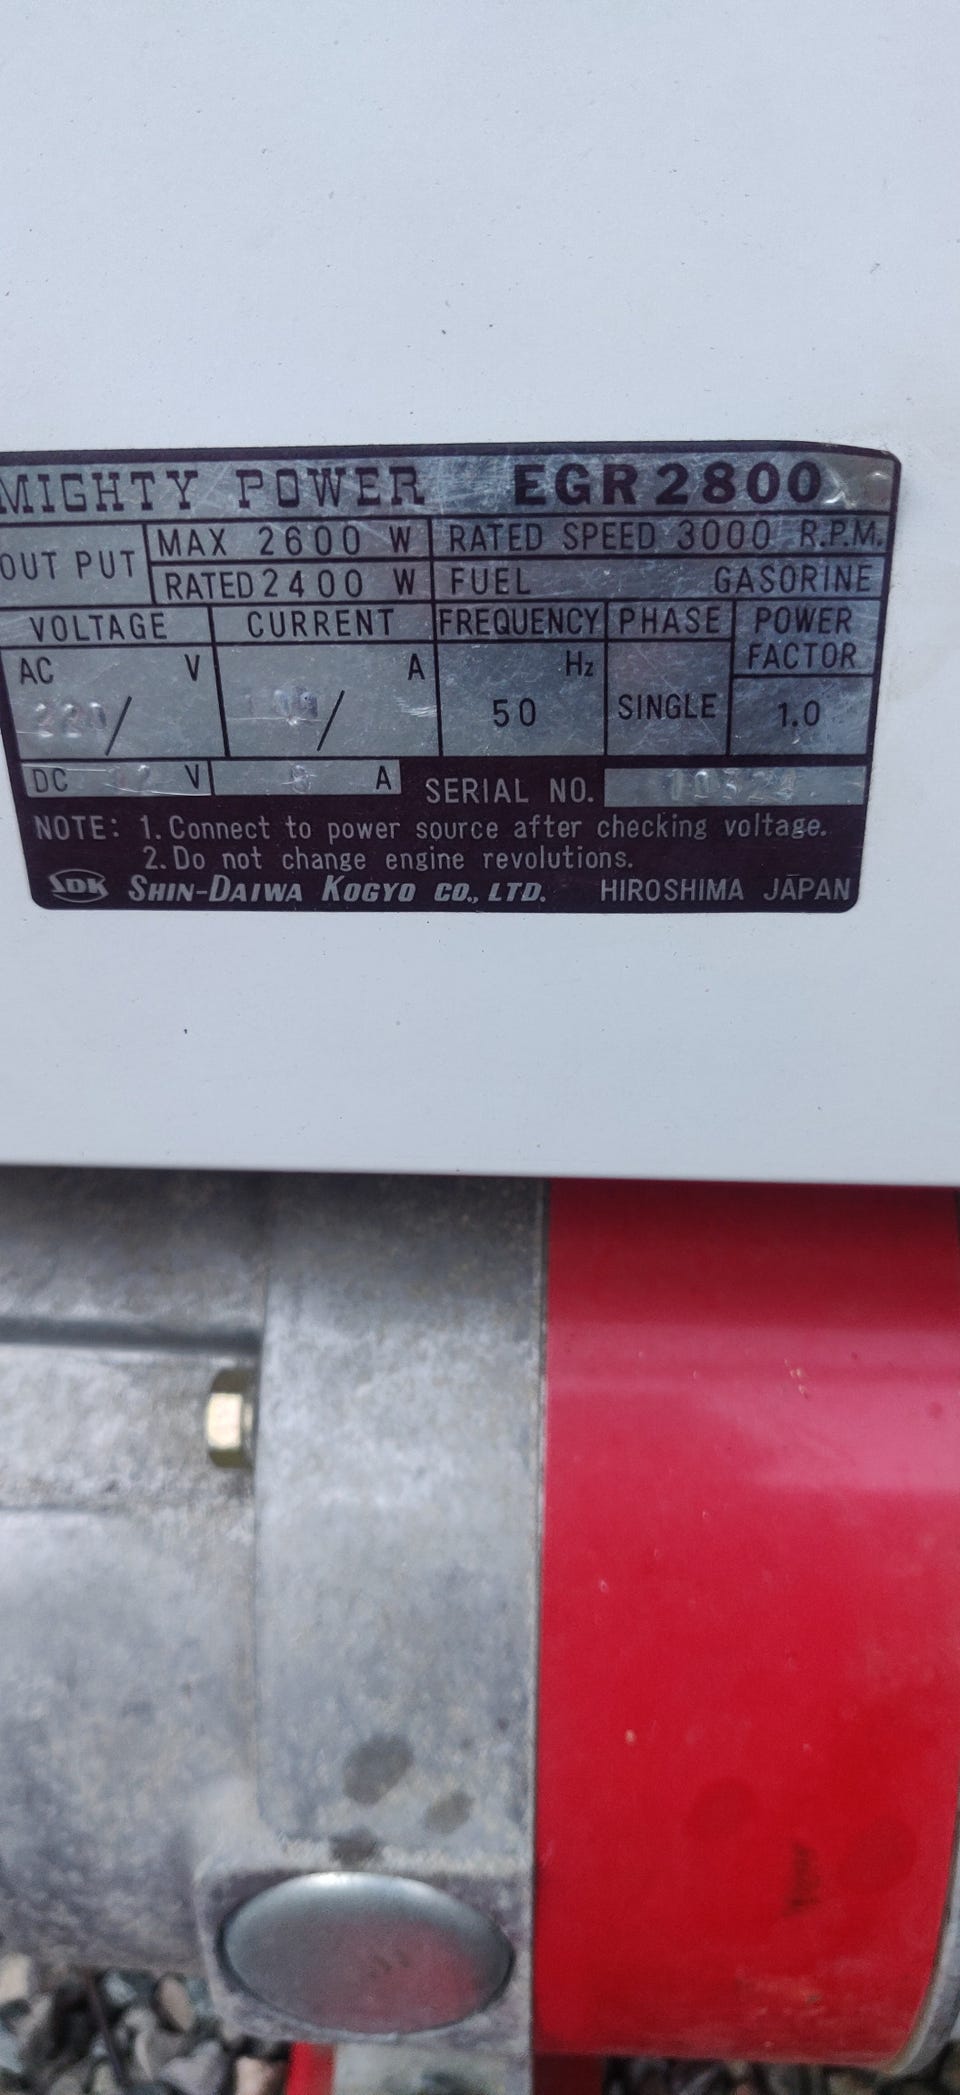 MIGHTY POWER EGR2800
OUT PUT MAX 2600 W RATED SPEED 3000 R.P.M.
RATED 2400 W FUEL GASORINE
VOLTAGE CURRENT FREQUENCY PHASE POWER FACTOR
AC V A Hz
220/ / 50 SINGLE 1.0
DC 12 V A SERIAL NO.
NOTE: 1. Connect to power source after checking voltage.
2. Do not change engine revolutions.
SDK SHIN-DAIWA KOGYO CO., LTD. HIROSHIMA JAPAN